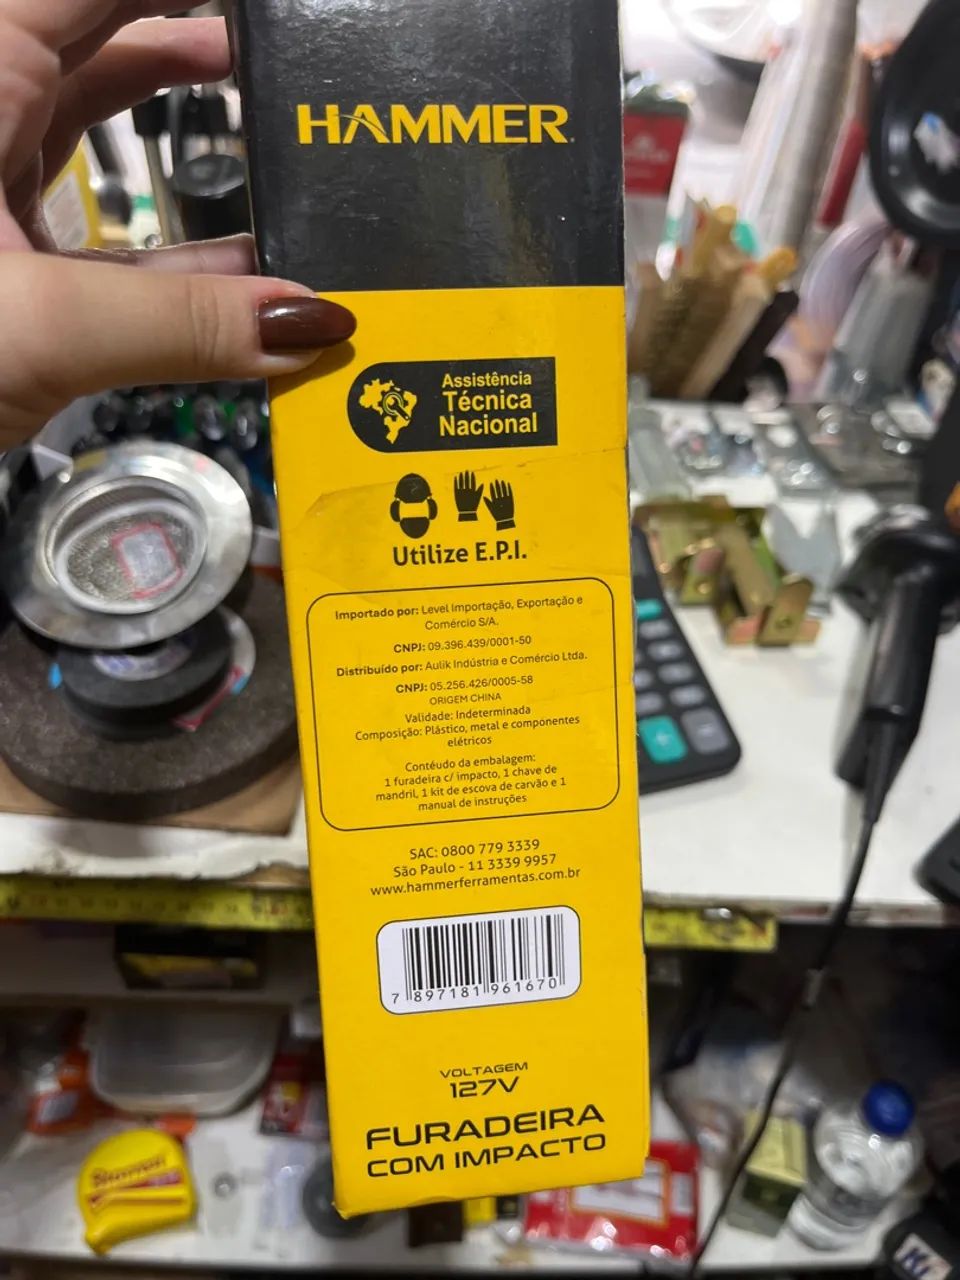 HAMMER
Assistência
Técnica
Nacional
Utilize E.P.I.
Importado por: Level Importação, Exportação e
Comércio S/A.
CNPJ: 09.396.439/0001-50
Distribuído por: Aulik Indústria e Comércio Ltda.
CNPJ: 05.256.426/0005-58
ORIGEM CHINA
Validade: Indeterminada
Composição: Plástico, metal e componentes
elétricos
Contéudo da embalagem:
1 furadeira c/ impacto, 1 chave de
mandril, 1 kit de escova de carvão e 1
manual de instruções
SAC: 0800 779 3339
São Paulo - 11 3339 9957
www.hammerferramentas.com.br
7 897181 961670
VOLTAGEM
127V
FURADEIRA
COM IMPACTO